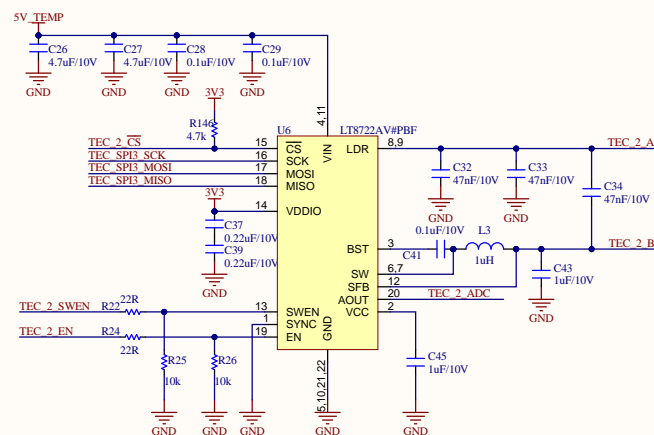 5V_TEMP
C26
4.7uF/10V
C27
4.7uF/10V
C28
0.1uF/10V
C29
0.1uF/10V
GND
GND
GND
GND
3V3
4,11
R146
4.7k
U6
LT8722AV#PBF
TEC_2_CS
15
CS
VIN
LDR
8,9
TEC_2_A
TEC_SPI3_SCK
16
SCK
TEC_SPI3_MOSI
17
MOSI
TEC_SPI3_MISO
18
MISO
C32
47nF/10V
C33
47nF/10V
C34
47nF/10V
3V3
14
VDDIO
GND
GND
C37
0.22uF/10V
C39
0.22uF/10V
GND
0.1uF/10V
C41
L3
1uH
BST
3
TEC_2_B
SW
6,7
SFB
12
C43
1uF/10V
AOUT
20
TEC_2_ADC
VCC
2
GND
TEC_2_SWEN
22R
R22
13
SWEN
1
SYNC
TEC_2_EN
R24
22R
19
EN
GND
R25
10k
R26
10k
C45
1uF/10V
5,10,21,22
GND
GND
GND
GND
GND